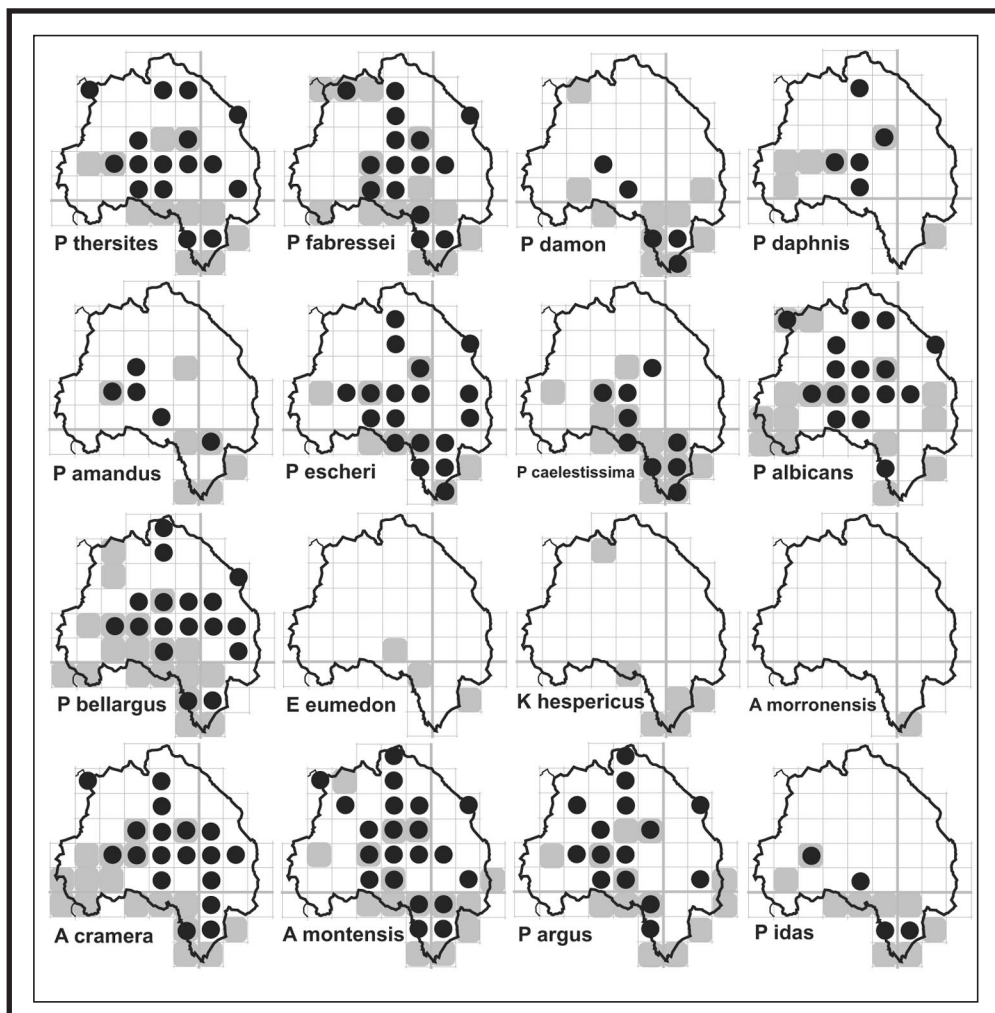 P thersites
P fabressei
P damon
P daphnis
P amandus
P escheri
P caelestissima
P albicans
P bellargus
E eumedon
K hespericus
A morronensis
A cramera
A montensis
P argus
P idas